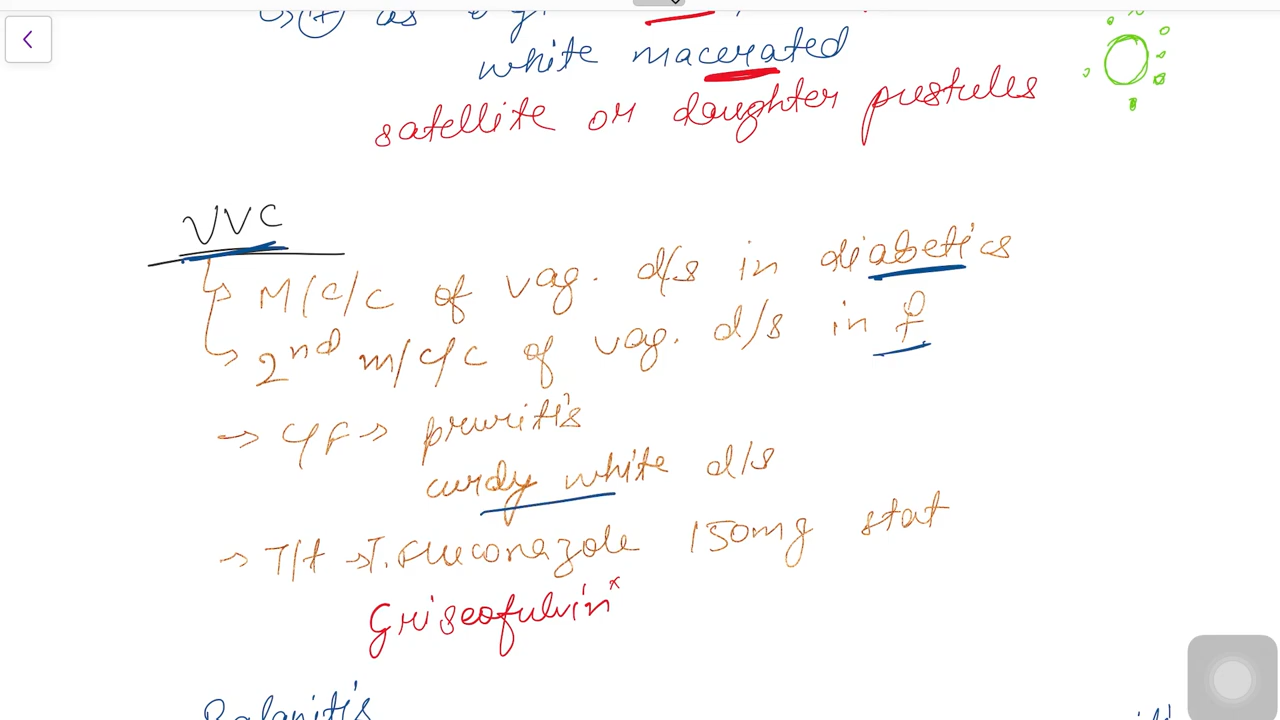 white macerated
satellite or daughter pustules
VVC
→ M/C/C of vag. d/s in diabetics
→ 2nd m/c/c of vag. d/s in ♀
→ C/F → pruritis
curdy white d/s
→ T/t → T. Fluconazole 150mg stat
Griseofulvin x
Balanitis